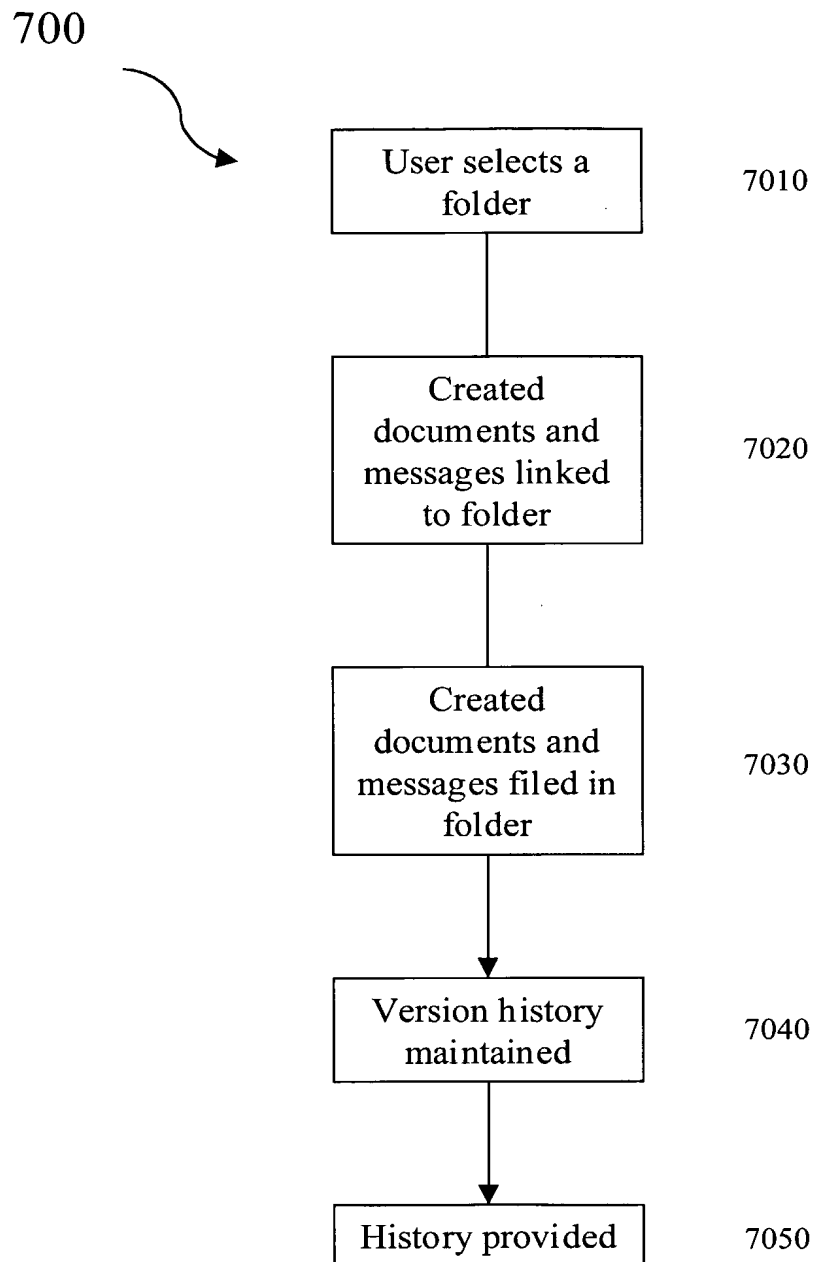 700
User selects a
folder
7010
Created
documents and
messages linked
to folder
7020
Created
documents and
messages filed in
folder
7030
Version history
maintained
7040
History provided
7050